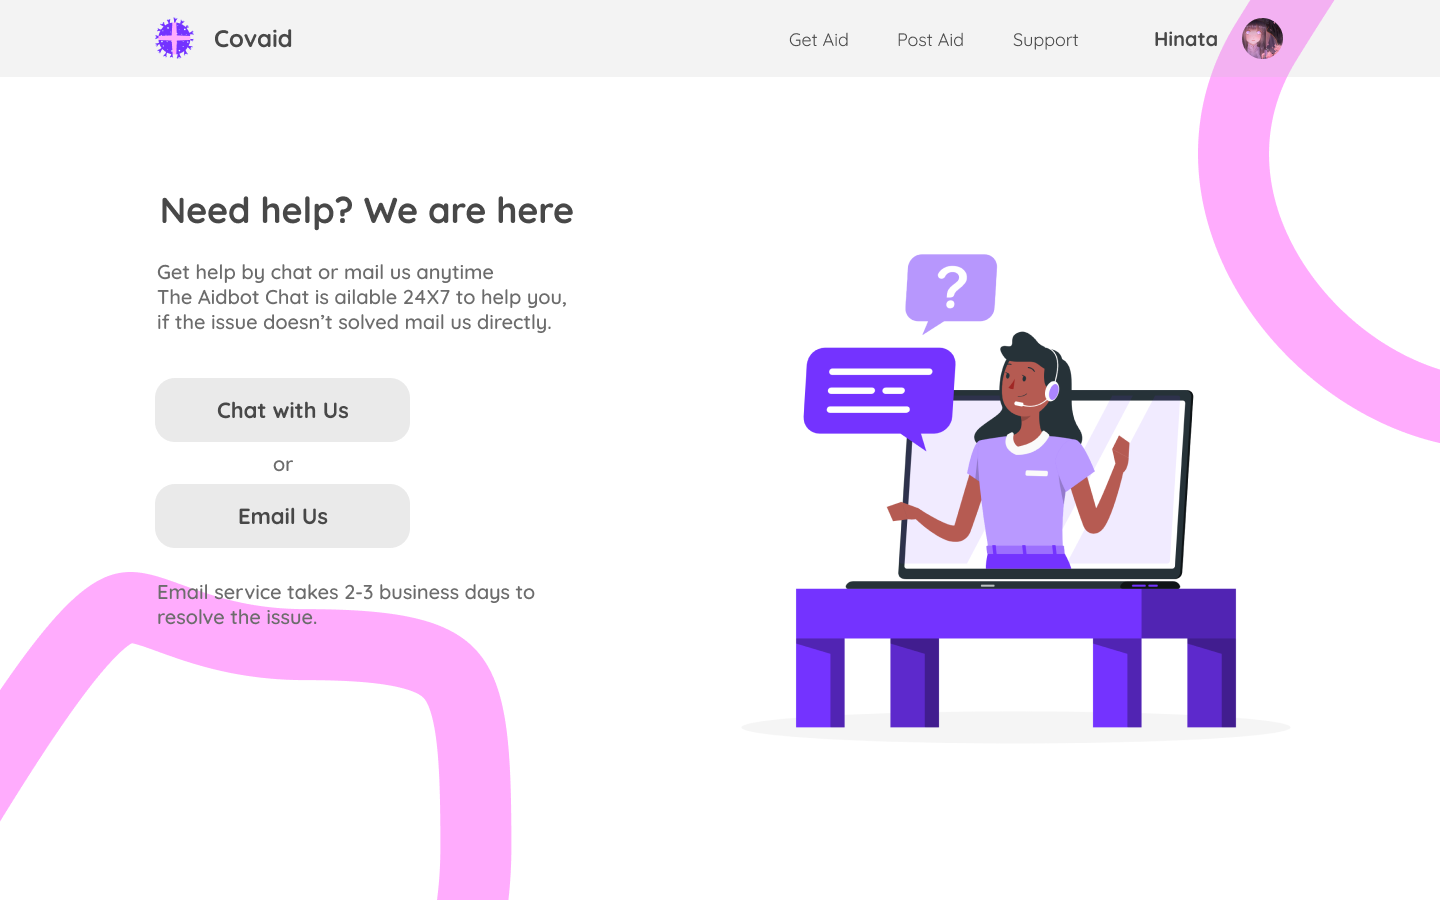 Covaid
Get Aid
Post Aid
Support
Hinata
Need help? We are here
Get help by chat or mail us anytime
The Aidbot Chat is ailable 24X7 to help you,
if the issue doesn’t solved mail us directly.
?
Chat with Us
or
Email Us
Email service takes 2-3 business days to
resolve the issue.